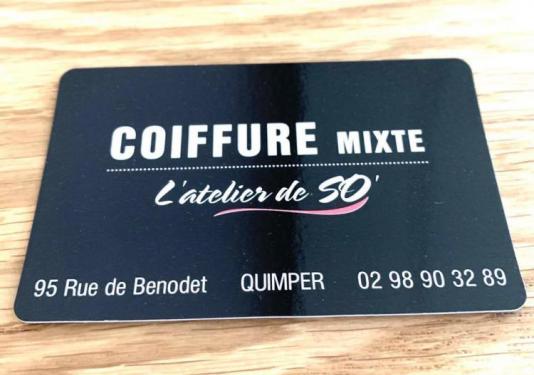 COIFFURE MIXTE
L'atelier de SO'
95 Rue de Benodet QUIMPER 02 98 90 32 89